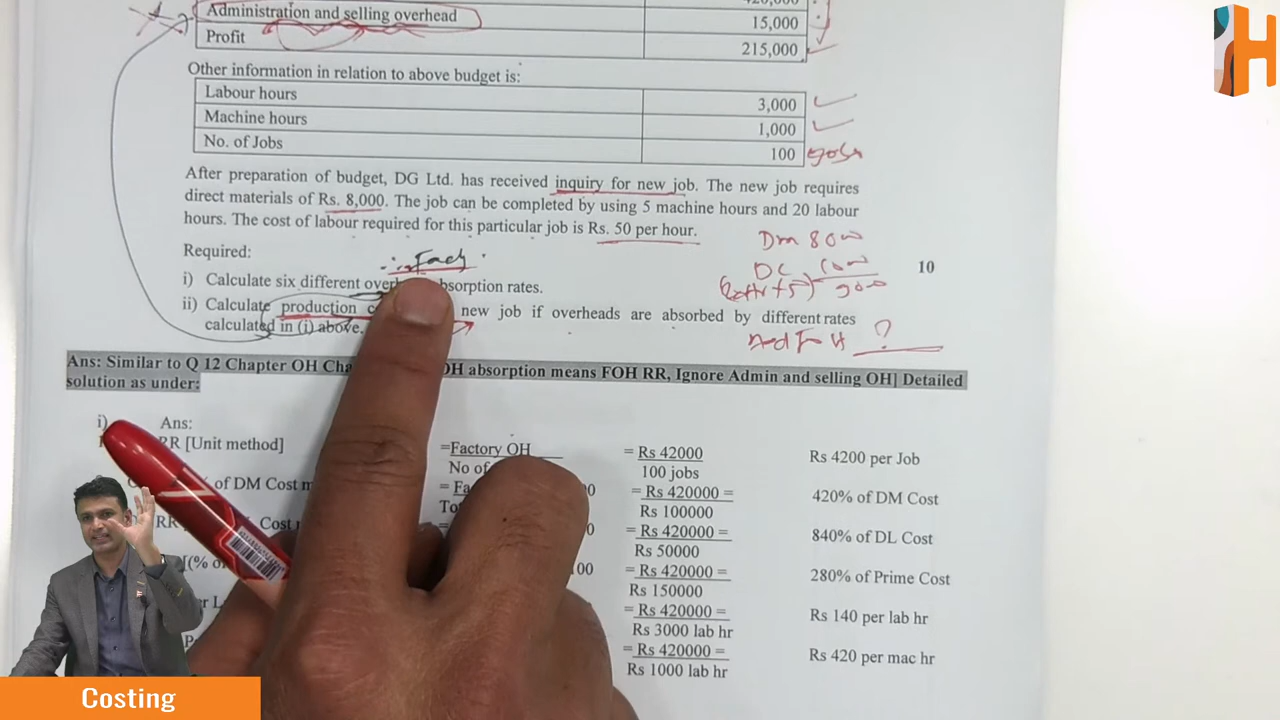 Administration and selling overhead 15,000
Profit 215,000
Other information in relation to above budget is:
Labour hours 3,000
Machine hours 1,000
No. of Jobs 100 jobs
After preparation of budget, DG Ltd. has received inquiry for new job. The new job requires
direct materials of Rs. 8,000. The job can be completed by using 5 machine hours and 20 labour
hours. The cost of labour required for this particular job is Rs. 50 per hour.
Dm 8000
Required:
Fact
10
i) Calculate six different absorption rates.
ii) Calculate production new job if overheads are absorbed by different rates
calculated in (i) above.
?
Ans: Similar to Q 12 Chapter OH OH absorption means FOH RR, Ignore Admin and selling OH] Detailed
solution as under:
i) Ans:
RR [Unit method] =Factory OH = Rs 42000 Rs 4200 per Job
No of 100 jobs
of DM Cost = Rs 420000 = 420% of DM Cost
Rs 100000
RR Cost = Rs 420000 = 840% of DL Cost
Rs 50000
= Rs 420000 = 280% of Prime Cost
Rs 150000
= Rs 420000 = Rs 140 per lab hr
Rs 3000 lab hr
= Rs 420000 = Rs 420 per mac hr
Rs 1000 lab hr
H
Costing